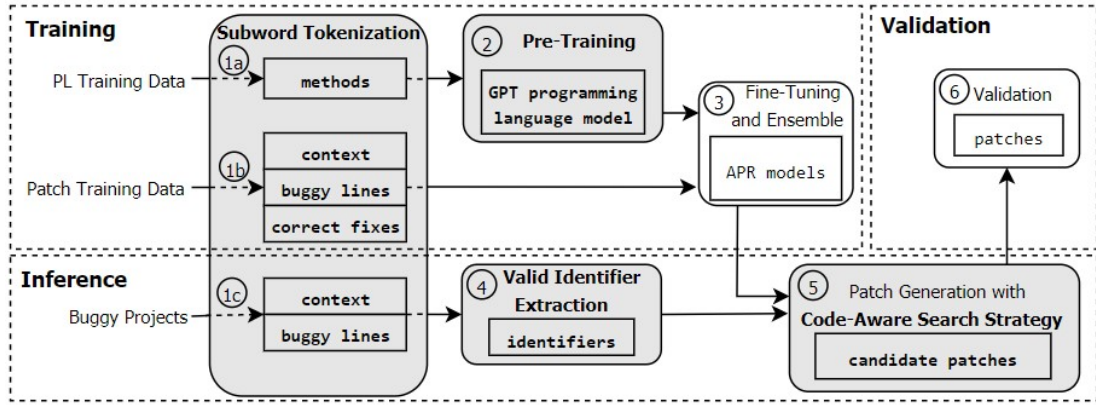 Training
Subword Tokenization
PL Training Data
1a
methods
2
Pre-Training
GPT programming
language model
3
Fine-Tuning
and Ensemble
APR models
Patch Training Data
1b
context
buggy lines
correct fixes
Validation
6
Validation
patches
Inference
Buggy Projects
1c
context
buggy lines
4
Valid Identifier
Extraction
identifiers
5
Patch Generation with
Code-Aware Search Strategy
candidate patches